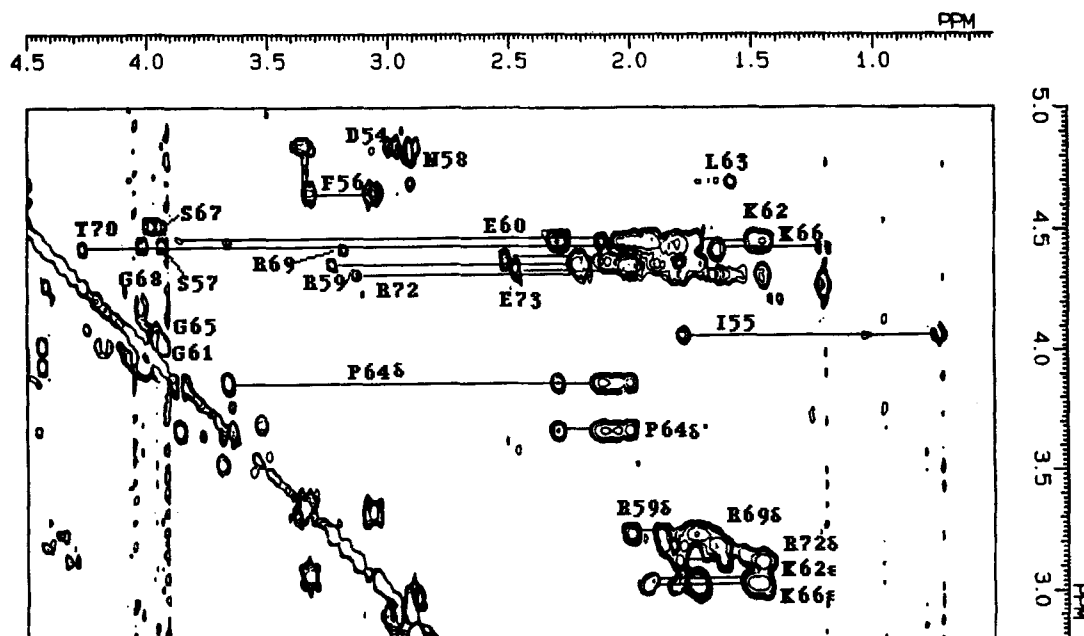 PPM
4.5 4.0 3.5 3.0 2.5 2.0 1.5 1.0
5.0
D54
N58
L63
F56
S67
K62
T70
E60
K66
4.5
R69
S57
R59
G68
R72
E73
G65
I55
4.0
G61
P64δ
P64δ'
3.5
R59δ
R69δ
R72δ
K62ε
K66ε
3.0
PPM